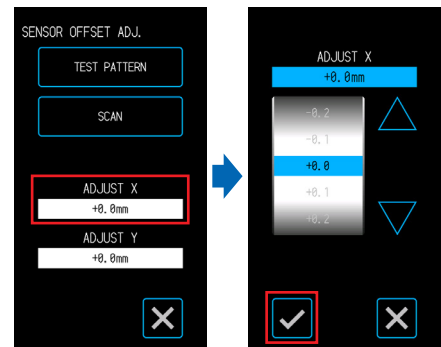 SENSOR OFFSET ADJ.
TEST PATTERN
SCAN
ADJUST X
+0.0mm
ADJUST Y
+0.0mm
ADJUST X
+0.0mm
-0.2
-0.1
+0.0
+0.1
+0.2